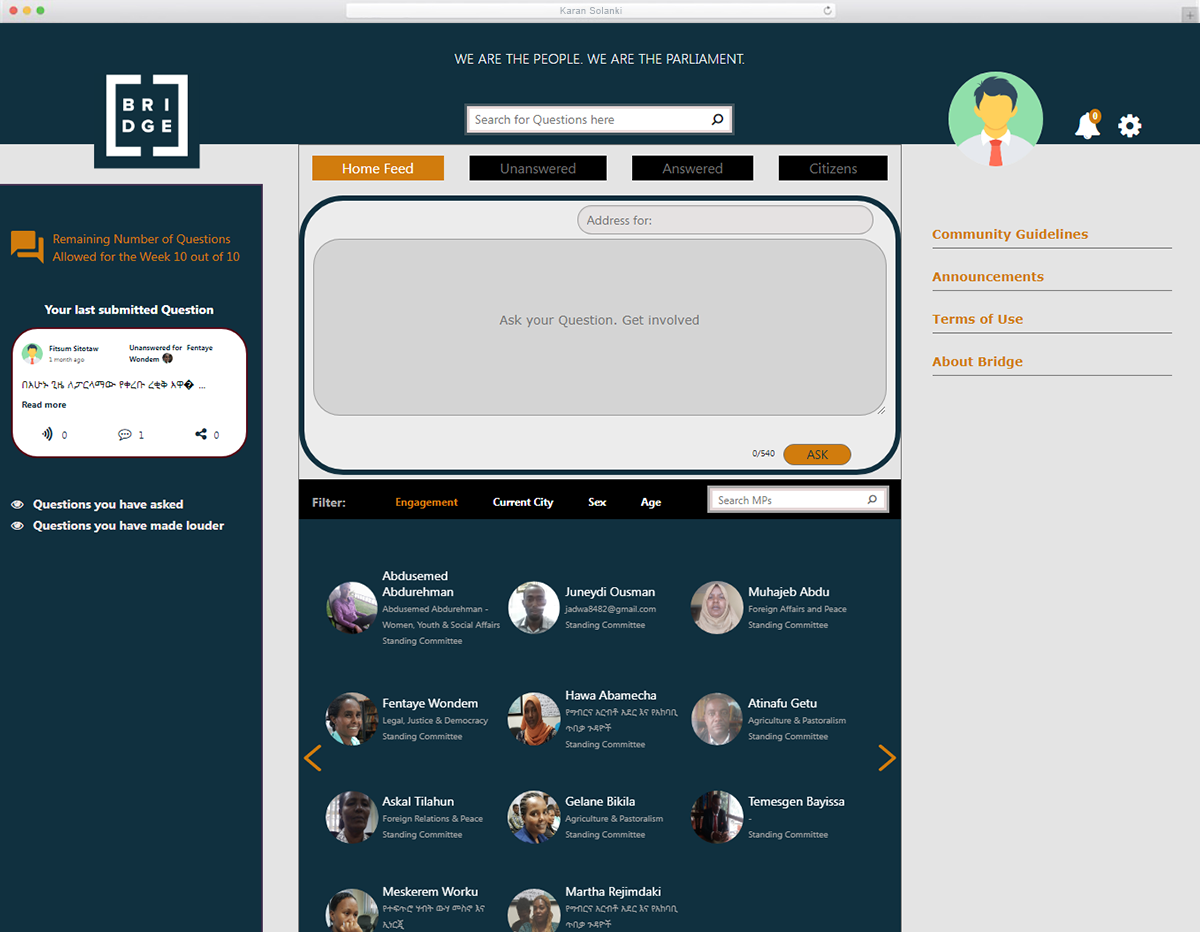 Karan Solanki
WE ARE THE PEOPLE. WE ARE THE PARLIAMENT.
BRI
DGE
Search for Questions here
0
Home Feed
Unanswered
Answered
Citizens
Remaining Number of Questions
Allowed for the Week 10 out of 10
Your last submitted Question
Fitsum Sitotaw
1 month ago
Unanswered for Fentaye
Wondem
በአሁኑ ጊዜ ለፓርላማው የቀረቡ ረቂቅ አዋ� ...
Read more
0
1
0
Questions you have asked
Questions you have made louder
Address for:
Ask your Question. Get involved
0/540
ASK
Filter:
Engagement
Current City
Sex
Age
Search MPs
Abdusemed
Abdurehman
Abdusemed Abdurehman -
Women, Youth & Social Affairs
Standing Committee
Juneydi Ousman
jadwa8482@gmail.com
Standing Committee
Muhajeb Abdu
Foreign Affairs and Peace
Standing Committee
Fentaye Wondem
Legal, Justice & Democracy
Standing Committee
Hawa Abamecha
የግብርና አርብቶ አደር እና የአከባቢ
ጥበቃ ጉዳዮች
Standing Committee
Atinafu Getu
Agriculture & Pastoralism
Standing Committee
Askal Tilahun
Foreign Relations & Peace
Standing Committee
Gelane Bikila
Agriculture & Pastoralism
Standing Committee
Temesgen Bayissa
-
Standing Committee
Meskerem Worku
የተፍጥሮ ሃብት ውሃ መስኖ እና
ኢነርጂ
Martha Rejimdaki
የግብርና አርብቶ አደር እና የአከባቢ
ጥበቃ ጉዳዮች
Community Guidelines
Announcements
Terms of Use
About Bridge